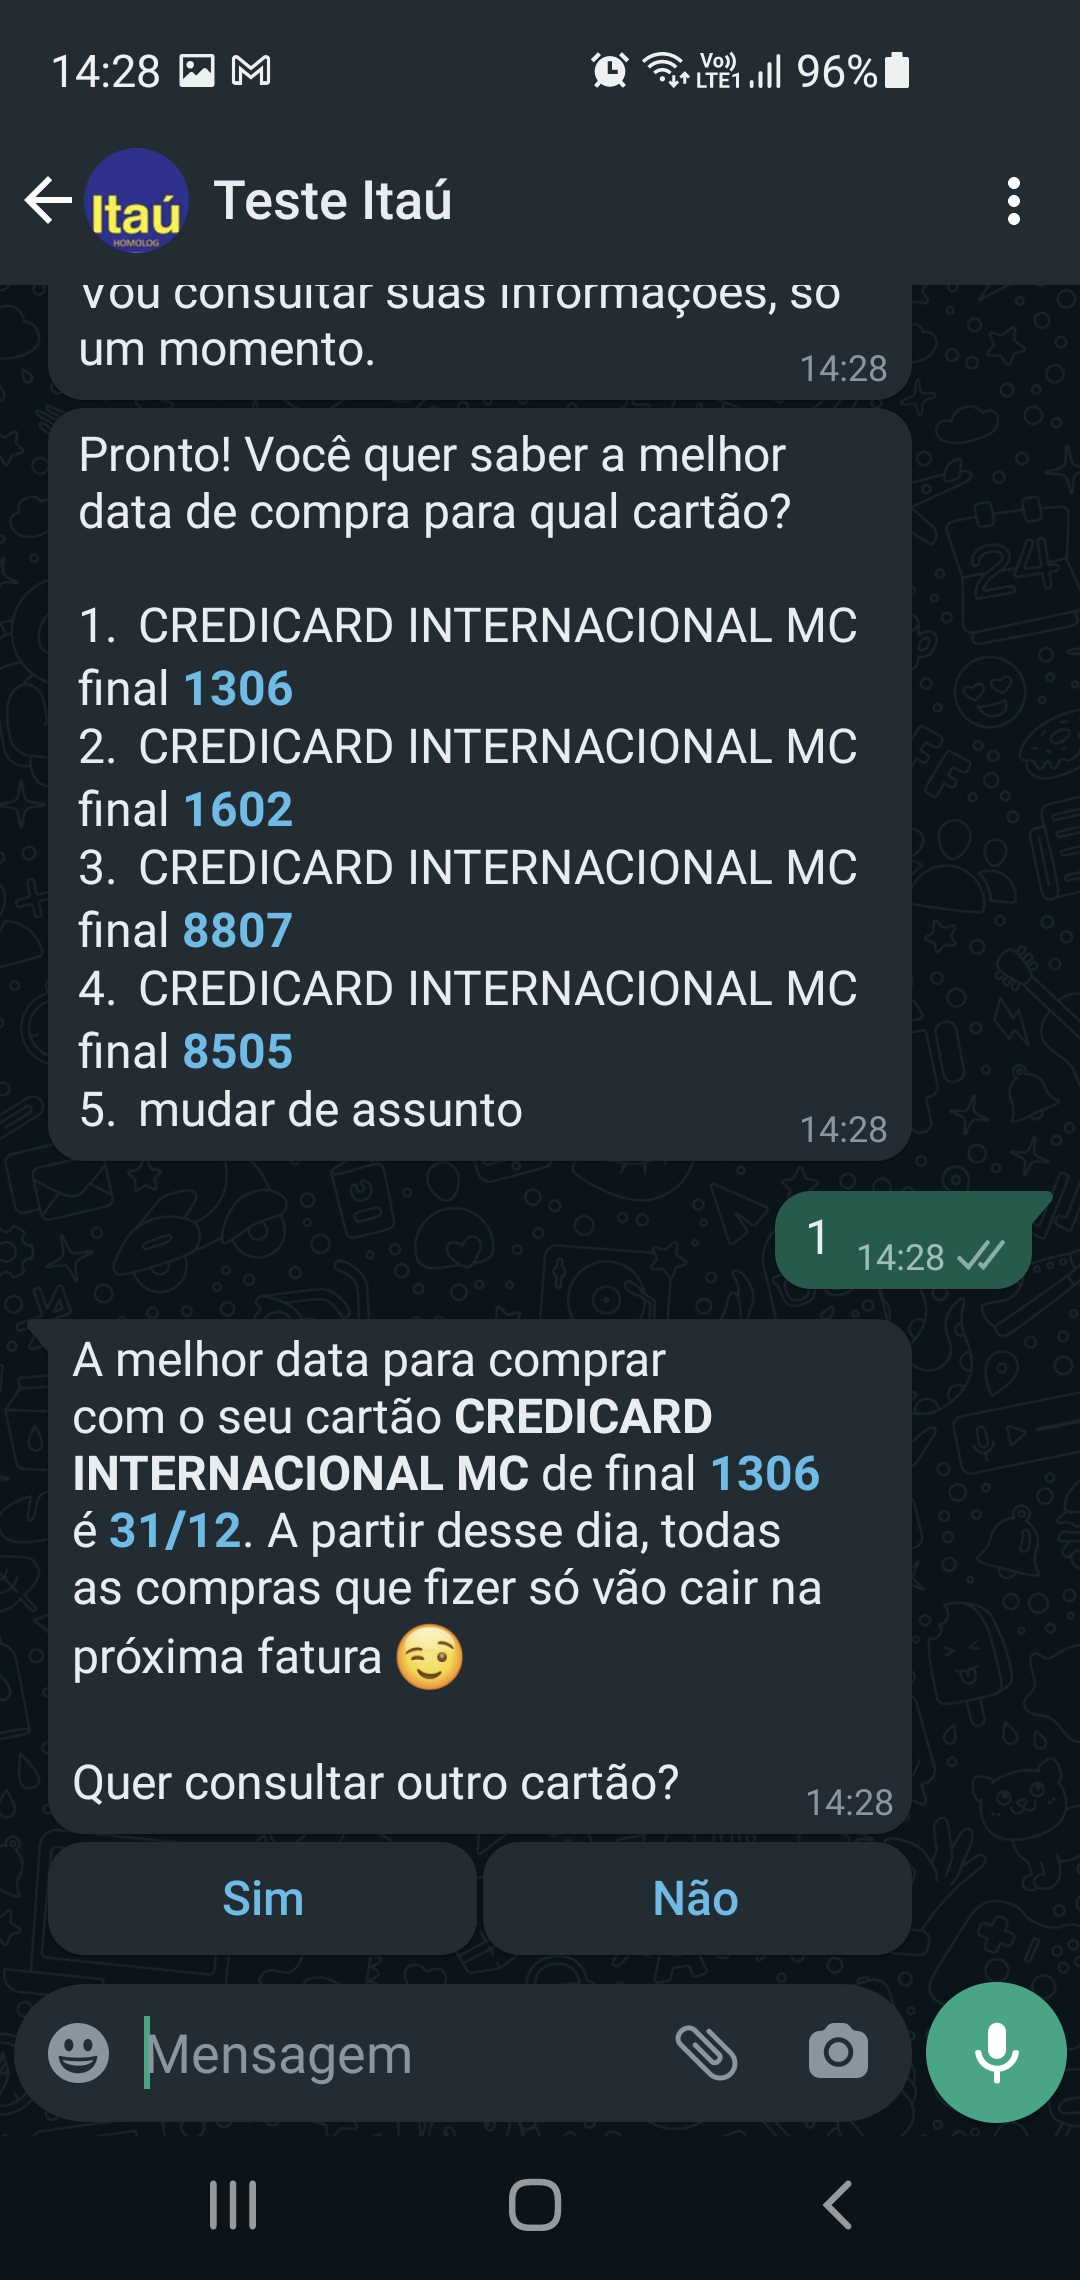 14:28
Vo))
LTE1
96%
Itaú
HOMOLOG
Teste Itaú
Vou consultar suas informações, só
um momento.
14:28
Pronto! Você quer saber a melhor
data de compra para qual cartão?
1. CREDICARD INTERNACIONAL MC
final 1306
2. CREDICARD INTERNACIONAL MC
final 1602
3. CREDICARD INTERNACIONAL MC
final 8807
4. CREDICARD INTERNACIONAL MC
final 8505
5. mudar de assunto
14:28
1
14:28
A melhor data para comprar
com o seu cartão CREDICARD
INTERNACIONAL MC de final 1306
é 31/12. A partir desse dia, todas
as compras que fizer só vão cair na
próxima fatura 😉
Quer consultar outro cartão?
14:28
Sim
Não
Mensagem